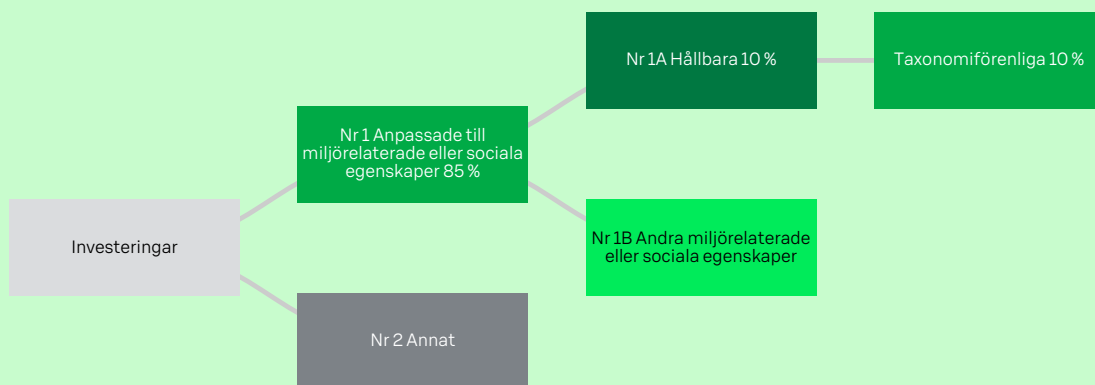 Nr 1A Hållbara 10 %
Taxonomiförenliga 10 %
Nr 1 Anpassade till
miljörelaterade eller sociala
egenskaper 85 %
Investeringar
Nr 1B Andra miljörelaterade
eller sociala egenskaper
Nr 2 Annat